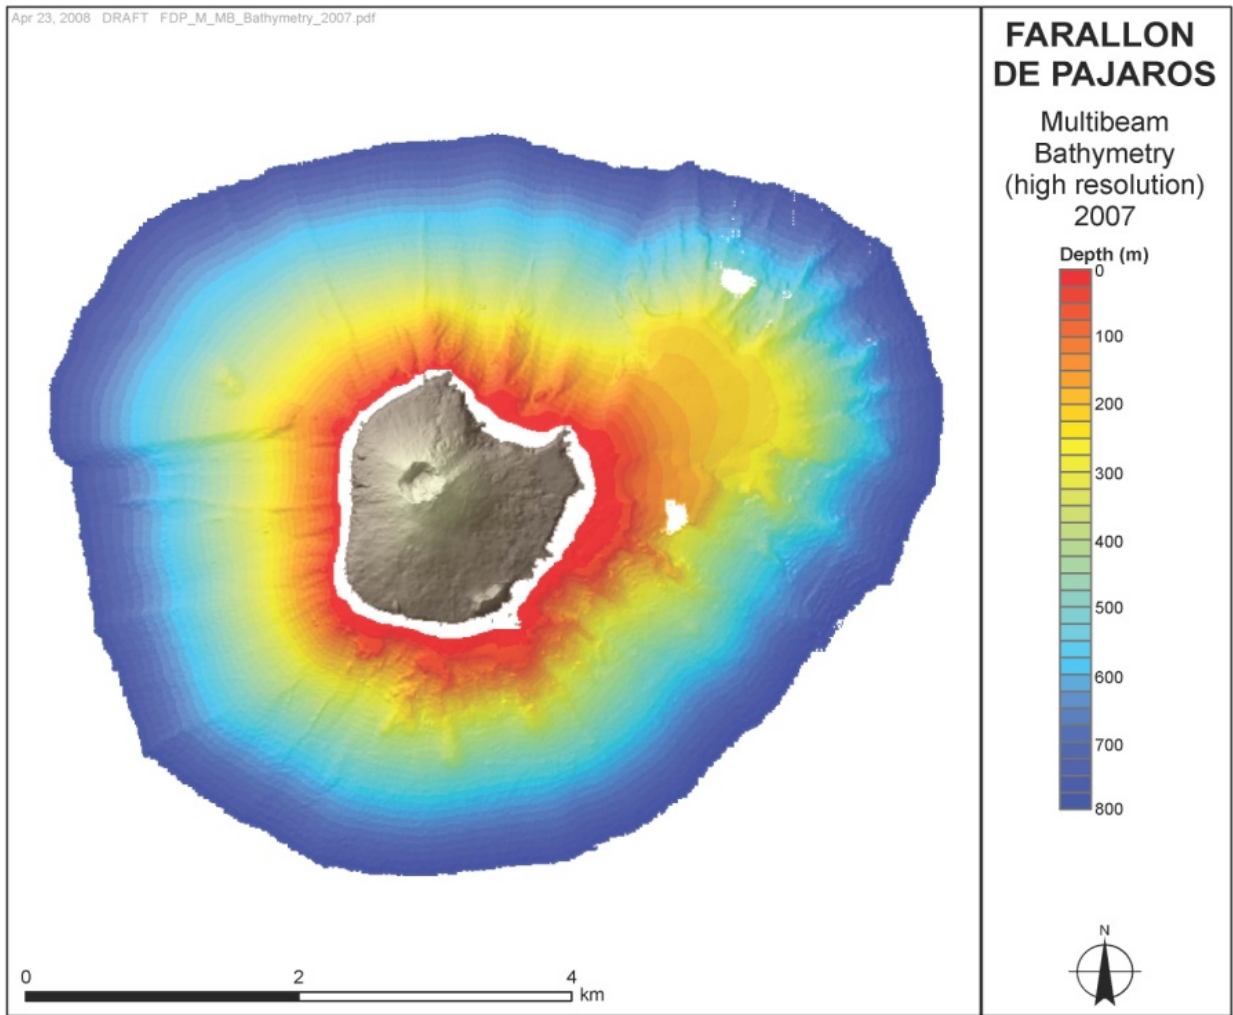 Apr 23, 2008 DRAFT FDP_M_MB_Bathymetry_2007.pdf
FARALLON
DE PAJAROS
Multibeam
Bathymetry
(high resolution)
2007
Depth (m)
0
100
200
300
400
500
600
700
800
N
0 2 4
km